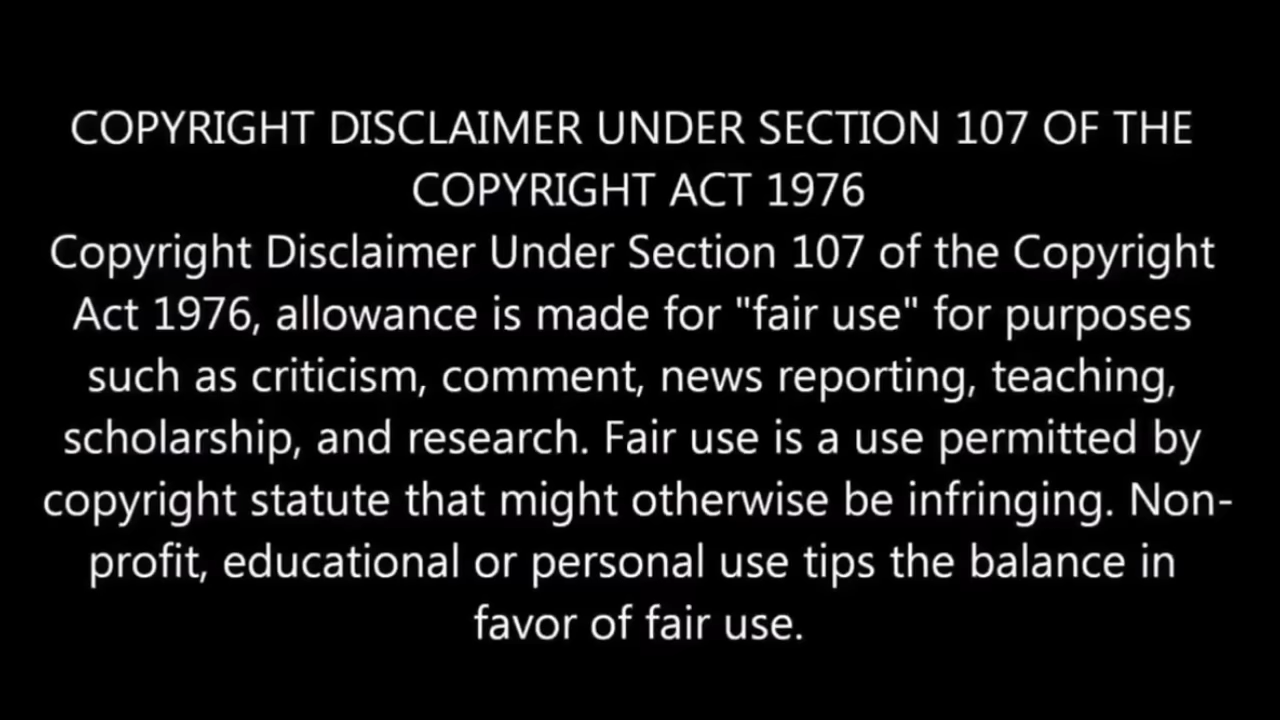 COPYRIGHT DISCLAIMER UNDER SECTION 107 OF THE
COPYRIGHT ACT 1976
Copyright Disclaimer Under Section 107 of the Copyright
Act 1976, allowance is made for "fair use" for purposes
such as criticism, comment, news reporting, teaching,
scholarship, and research. Fair use is a use permitted by
copyright statute that might otherwise be infringing. Non-
profit, educational or personal use tips the balance in
favor of fair use.